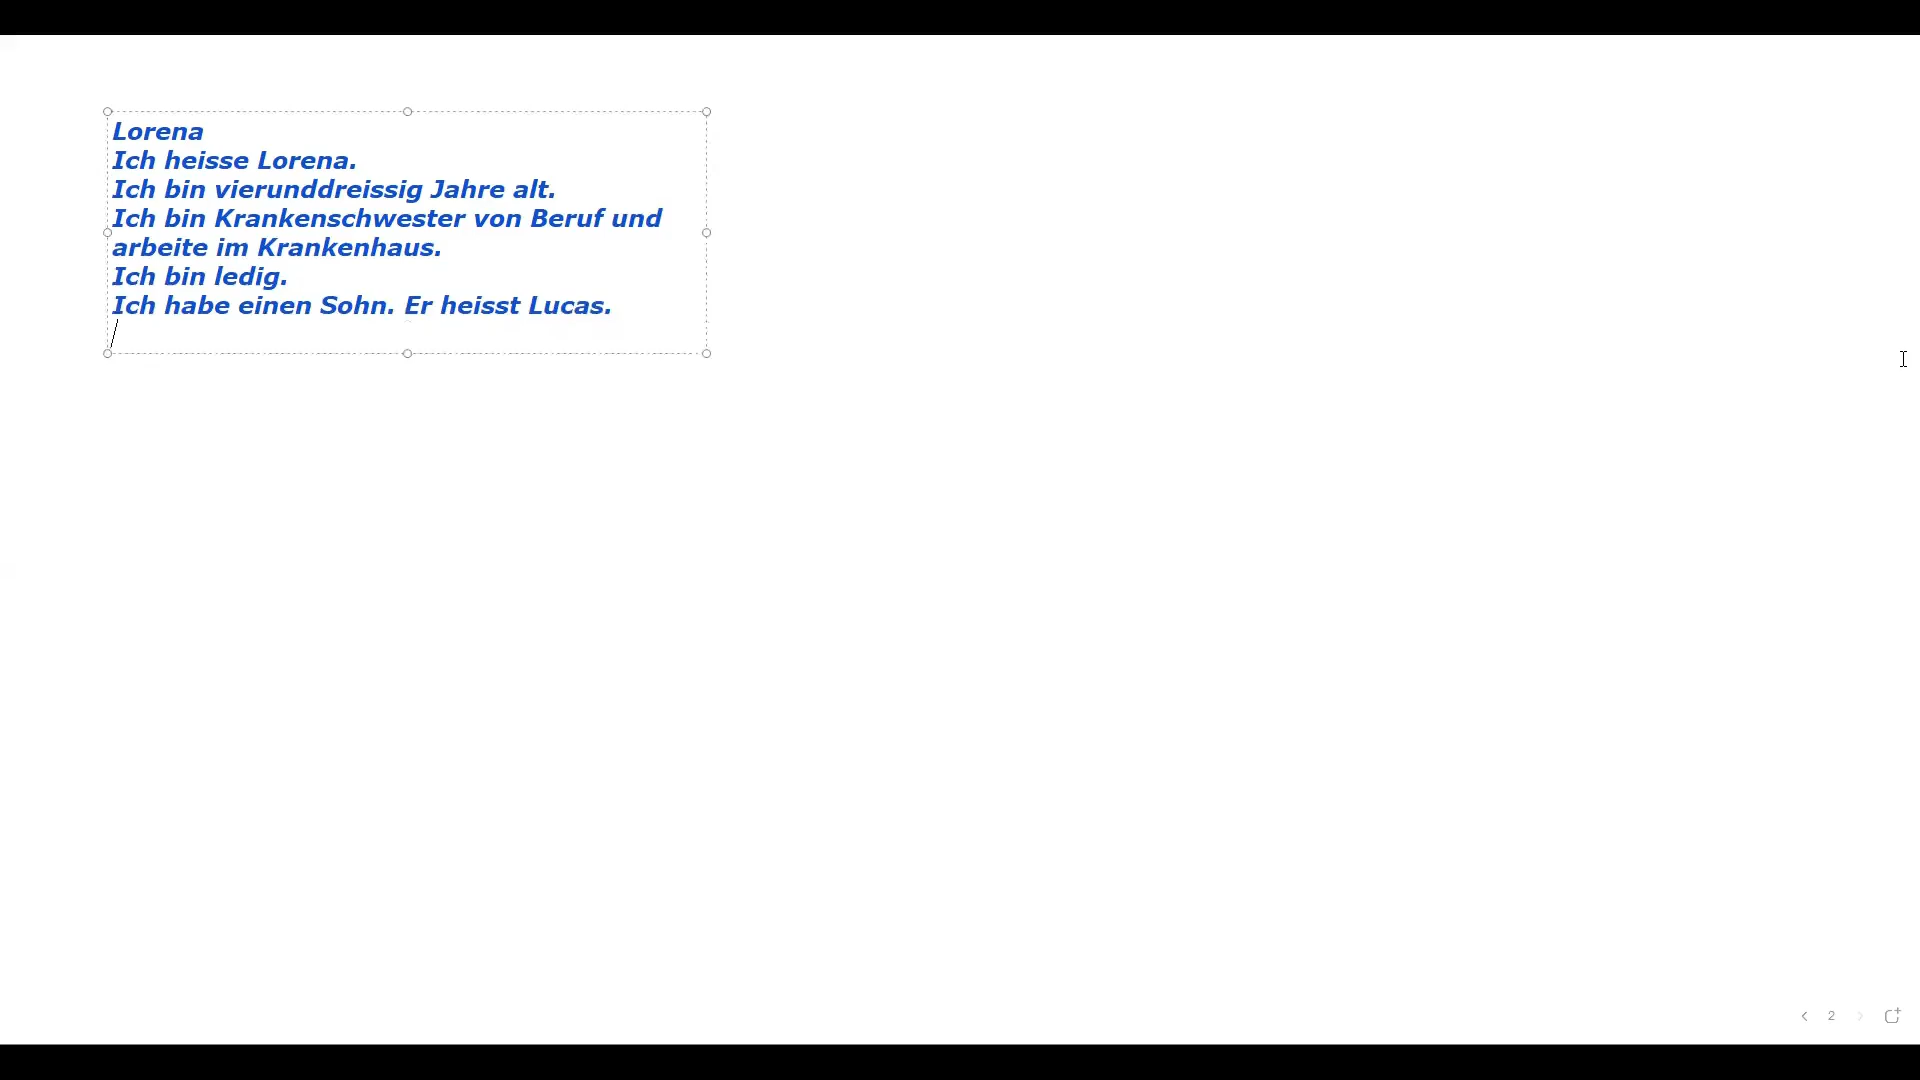 Lorena
Ich heisse Lorena.
Ich bin vierunddreissig Jahre alt.
Ich bin Krankenschwester von Beruf und
arbeite im Krankenhaus.
Ich bin ledig.
Ich habe einen Sohn. Er heisst Lucas.
2